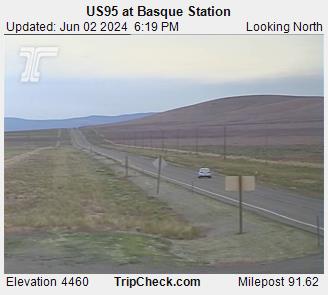 US95 at Basque Station
Updated: Jun 02 2024 6:19 PM Looking North
Elevation 4460 TripCheck.com Milepost 91.62